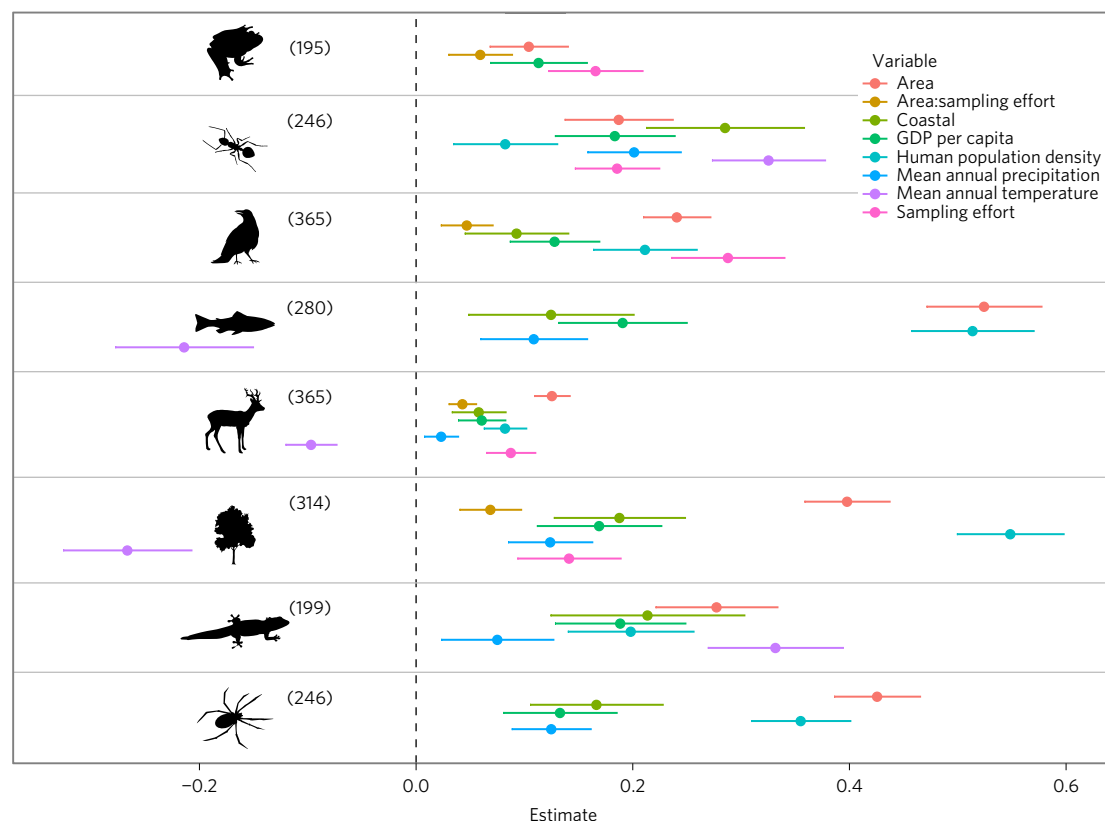 (195)
Variable
Area
Area:sampling effort
Coastal
GDP per capita
Human population density
Mean annual precipitation
Mean annual temperature
Sampling effort
(246)
(365)
(280)
(365)
(314)
(199)
(246)
−0.2 0.0 0.2 0.4 0.6
Estimate